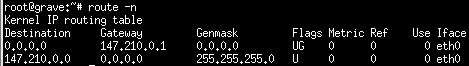 root@grave:~# route -n
Kernel IP routing table
Destination Gateway Genmask Flags Metric Ref Use Iface
0.0.0.0 147.210.0.1 0.0.0.0 UG 0 0 0 eth0
147.210.0.0 0.0.0.0 255.255.255.0 U 0 0 0 eth0